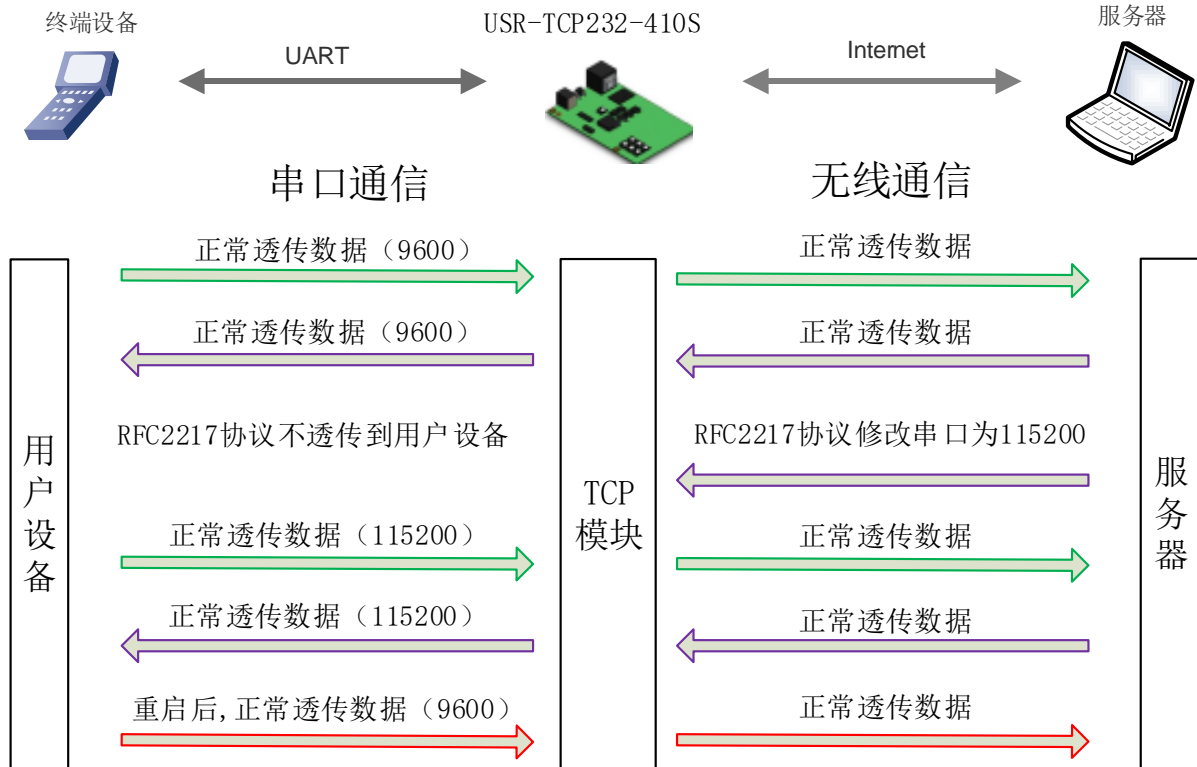 终端设备
USR-TCP232-410S
服务器
UART
Internet
串口通信
无线通信
正常透传数据（9600）
正常透传数据
正常透传数据（9600）
正常透传数据
RFC2217协议不透传到用户设备
RFC2217协议修改串口为115200
用户设备
TCP
模块
服务器
正常透传数据（115200）
正常透传数据
正常透传数据（115200）
正常透传数据
重启后,正常透传数据（9600）
正常透传数据